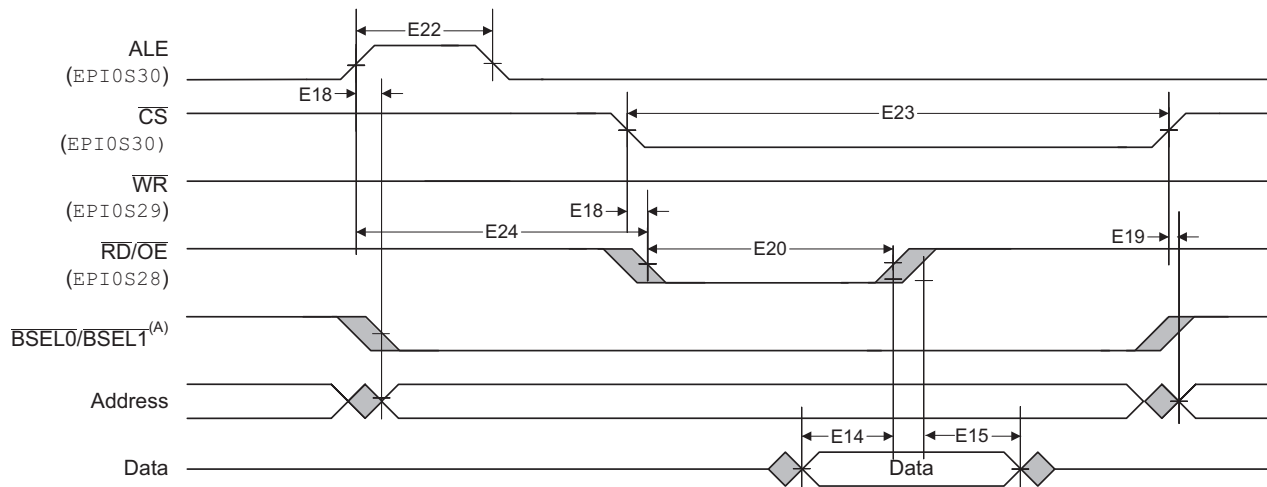 E22
ALE
(EPI0S30)
E18
CS
E23
(EPI0S30)
WR
(EPI0S29)
E18
E24
E19
RD/OE
E20
(EPI0S28)
BSEL0/BSEL1(A)
Address
E14
E15
Data
Data